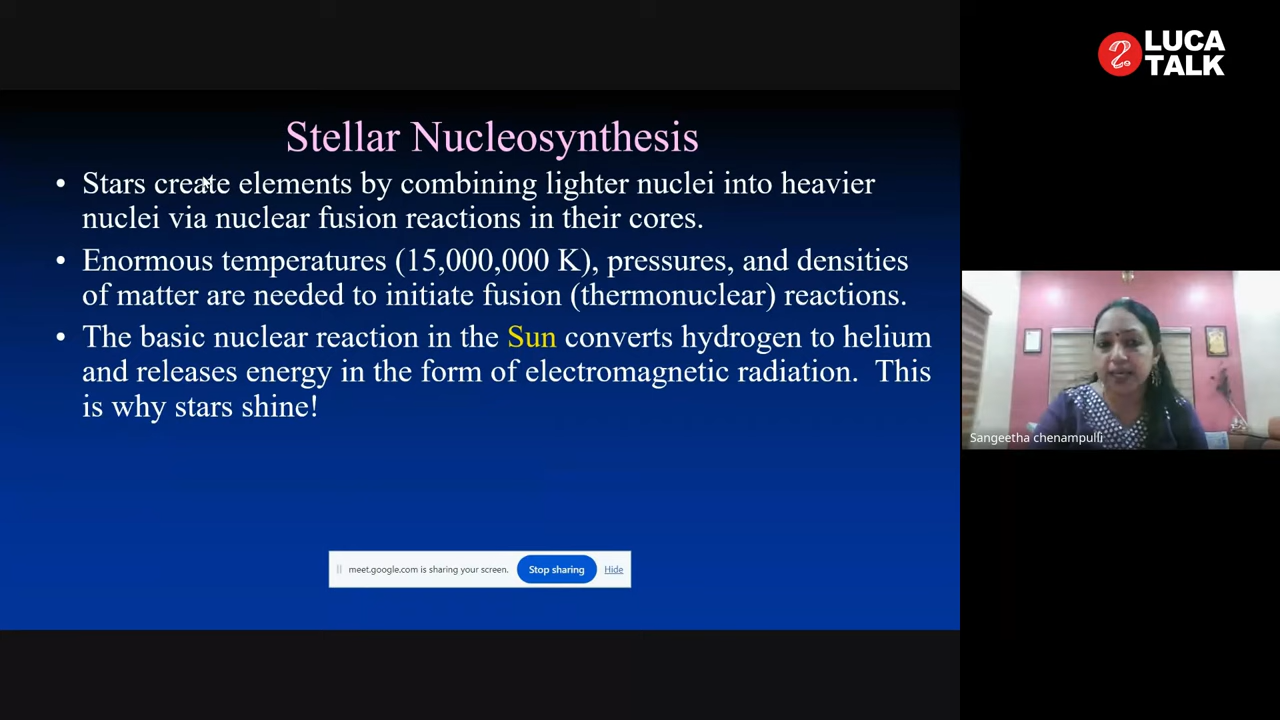 LUCA
TALK
Stellar Nucleosynthesis
• Stars create elements by combining lighter nuclei into heavier
nuclei via nuclear fusion reactions in their cores.
• Enormous temperatures (15,000,000 K), pressures, and densities
of matter are needed to initiate fusion (thermonuclear) reactions.
• The basic nuclear reaction in the Sun converts hydrogen to helium
and releases energy in the form of electromagnetic radiation. This
is why stars shine!
Sangeetha chenampulli
meet.google.com is sharing your screen. Stop sharing Hide